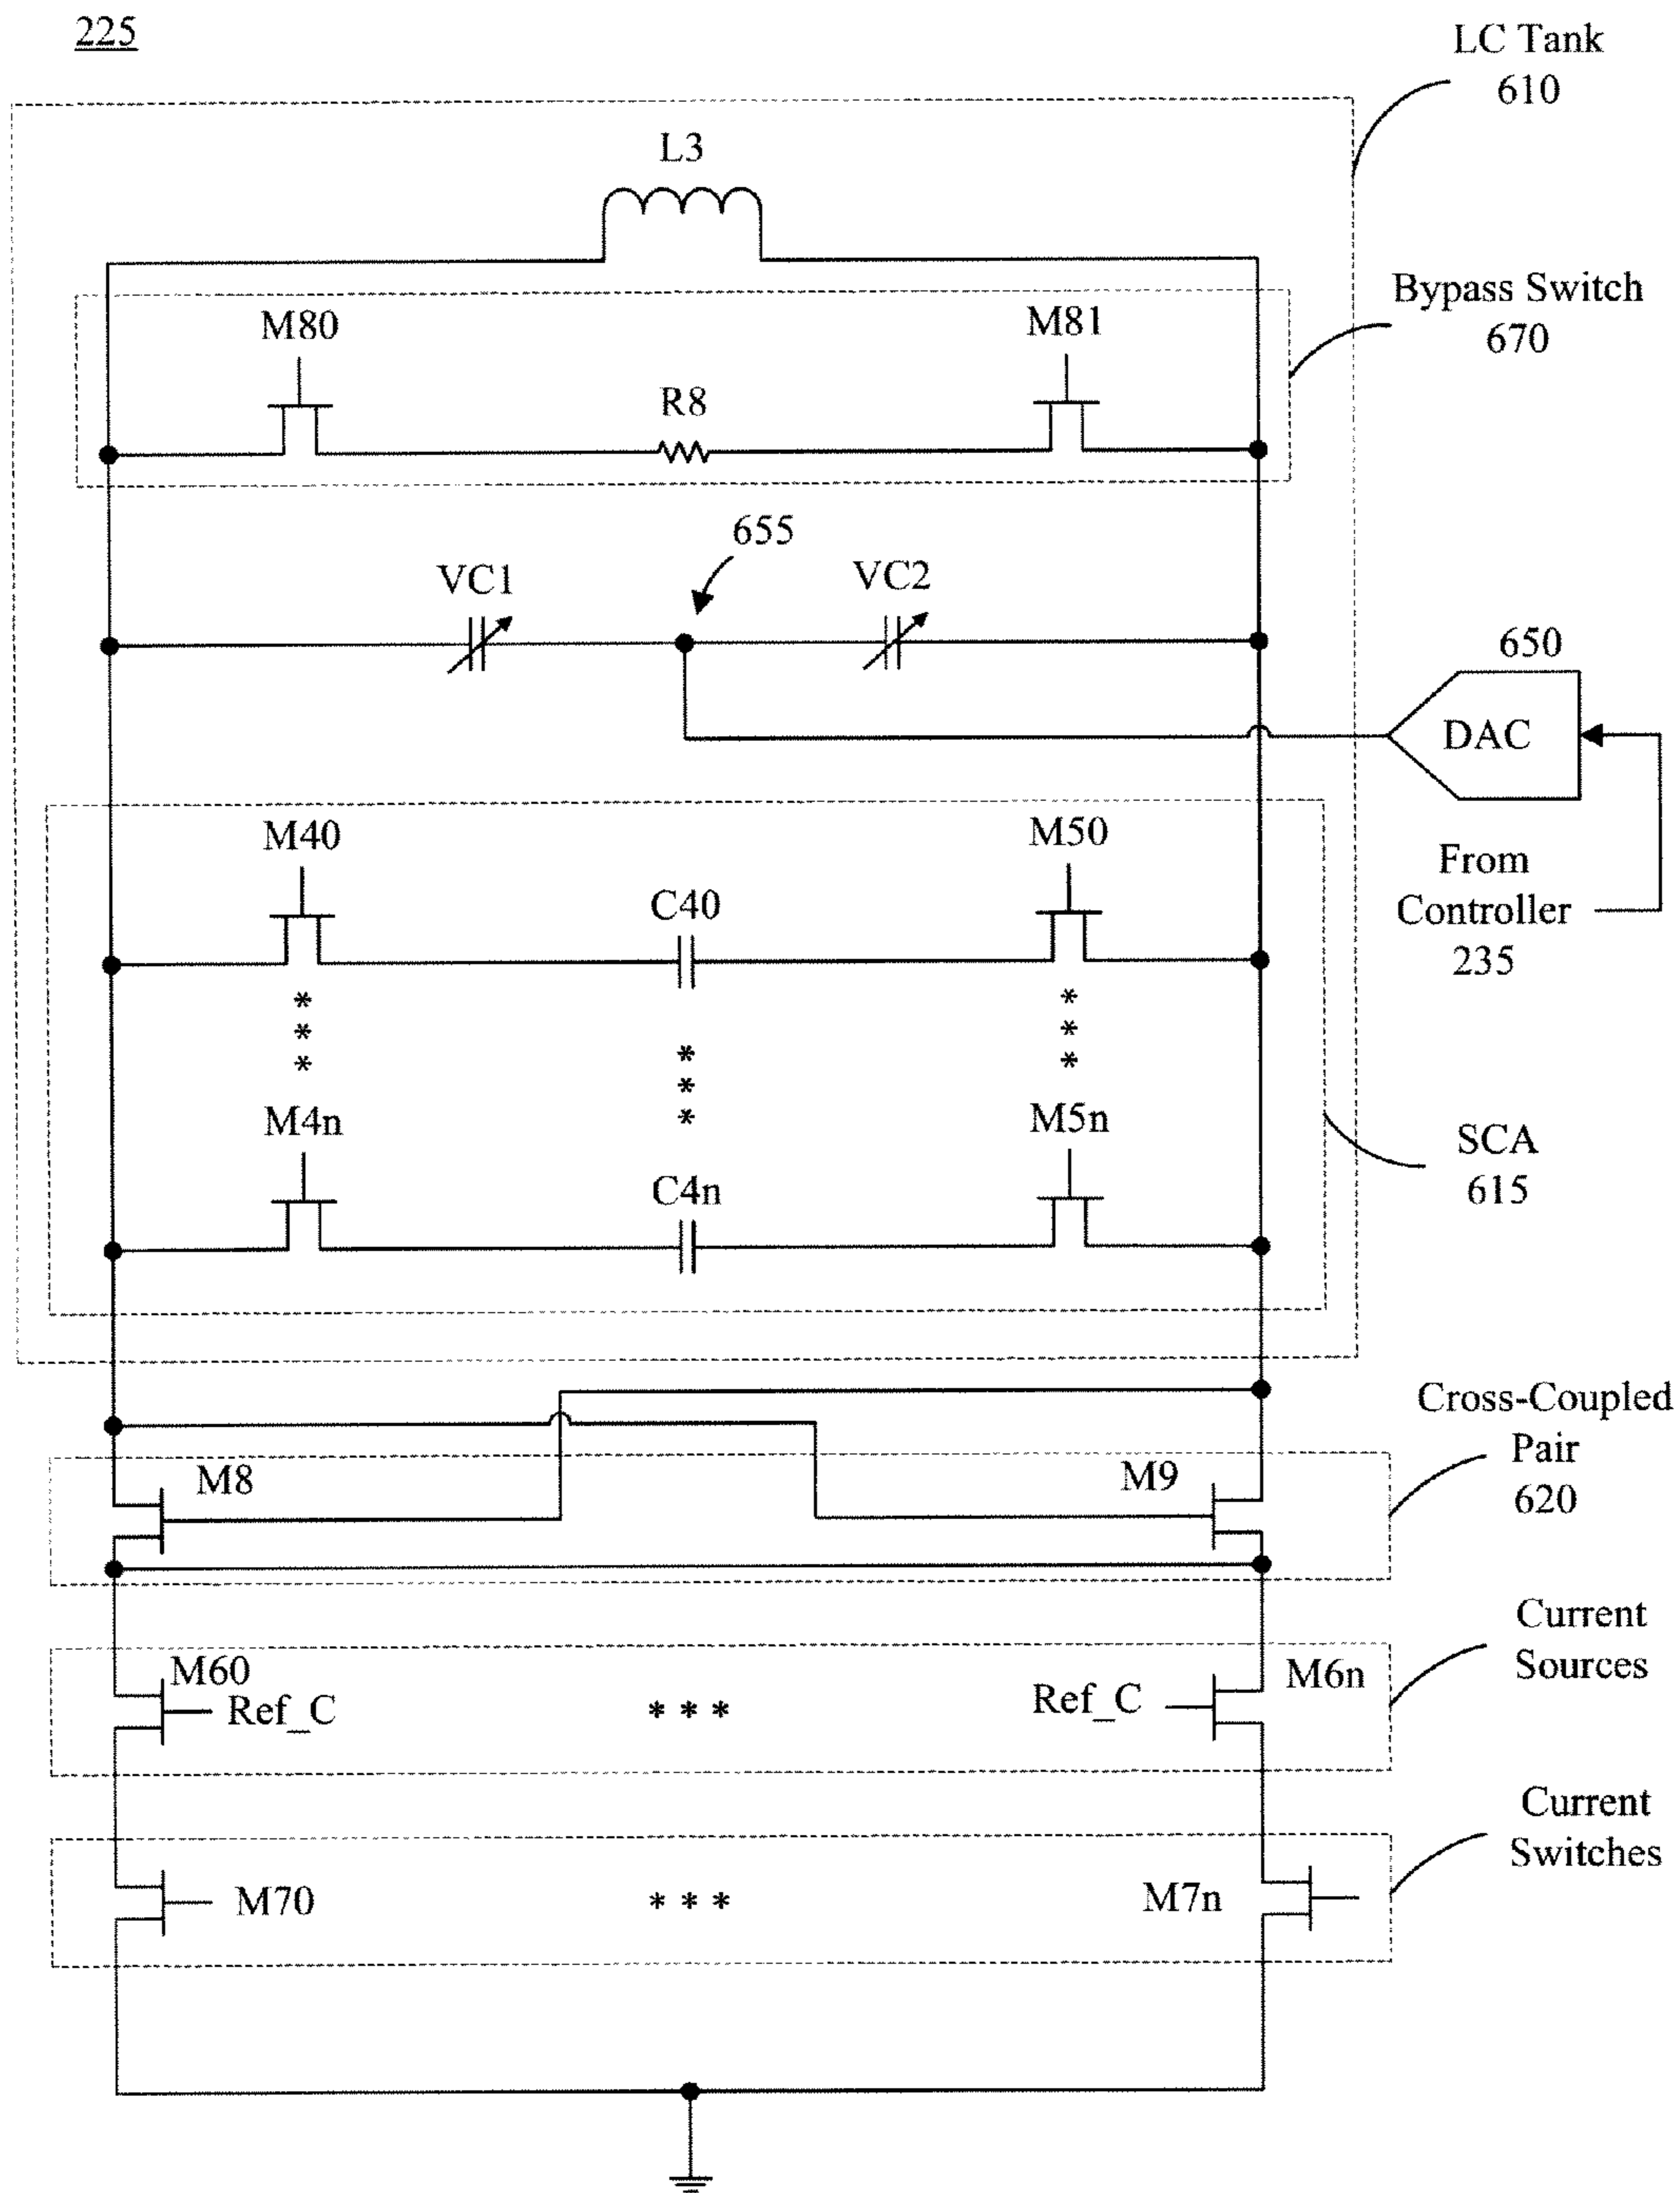 225
LC Tank
610
L3
Bypass Switch
670
M80
M81
R8
655
VC1
VC2
650
DAC
From
Controller
235
M40
M50
C40
* * *
* * *
* * *
M4n
M5n
C4n
SCA
615
Cross-Coupled
Pair
620
M8
M9
Current
Sources
M60
Ref_C
* * *
Ref_C
M6n
Current
Switches
M70
* * *
M7n